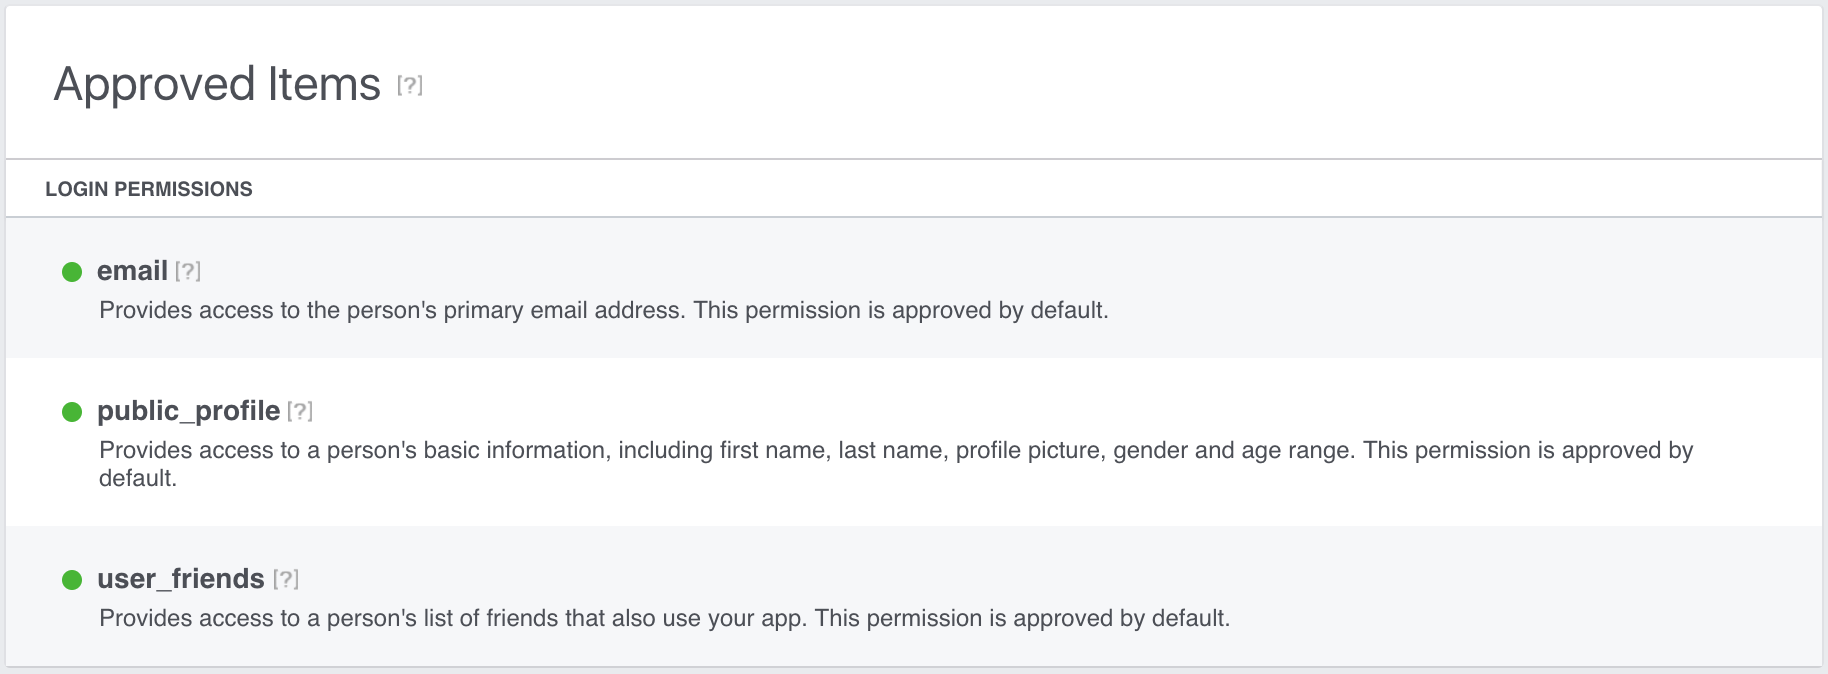 Approved Items [?]
LOGIN PERMISSIONS
email [?]
Provides access to the person's primary email address. This permission is approved by default.
public_profile [?]
Provides access to a person's basic information, including first name, last name, profile picture, gender and age range. This permission is approved by
default.
user_friends [?]
Provides access to a person's list of friends that also use your app. This permission is approved by default.